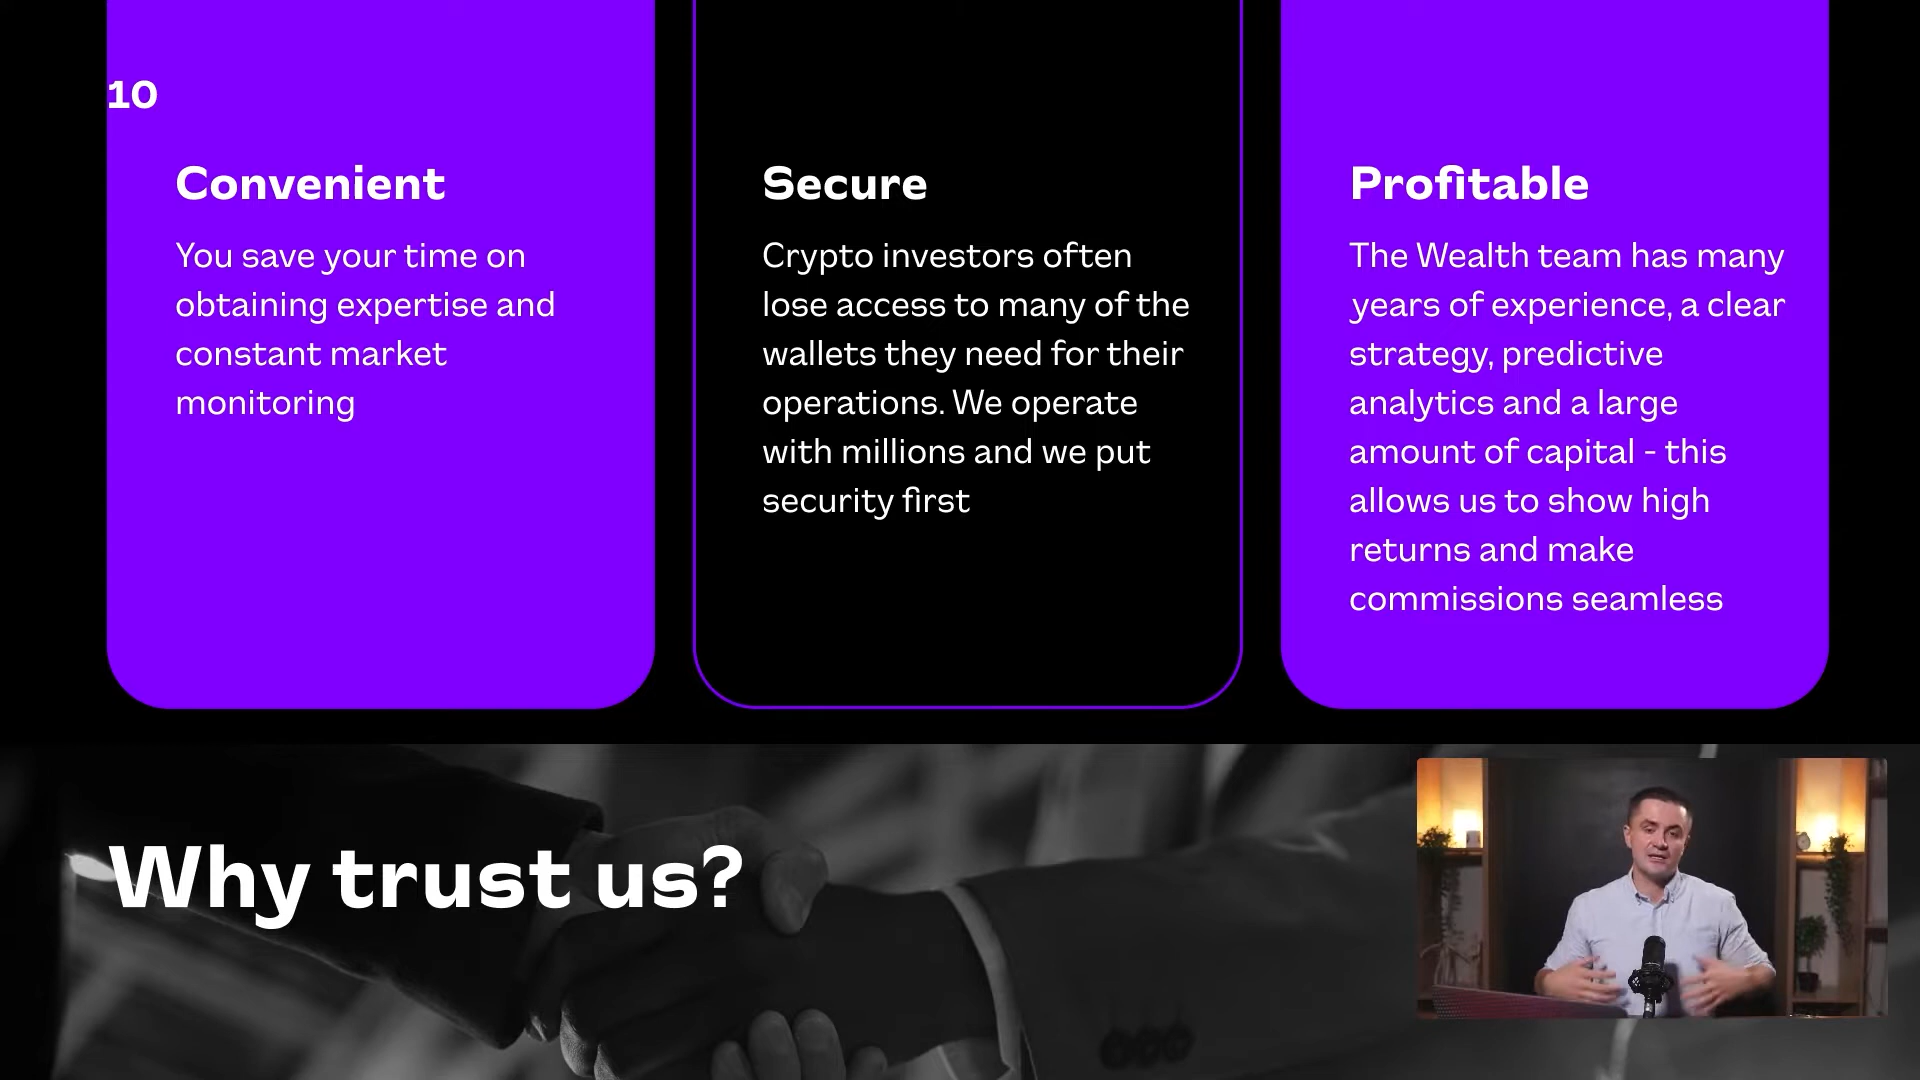 10
Convenient
You save your time on
obtaining expertise and
constant market
monitoring
Secure
Crypto investors often
lose access to many of the
wallets they need for their
operations. We operate
with millions and we put
security first
Profitable
The Wealth team has many
years of experience, a clear
strategy, predictive
analytics and a large
amount of capital - this
allows us to show high
returns and make
commissions seamless
Why trust us?